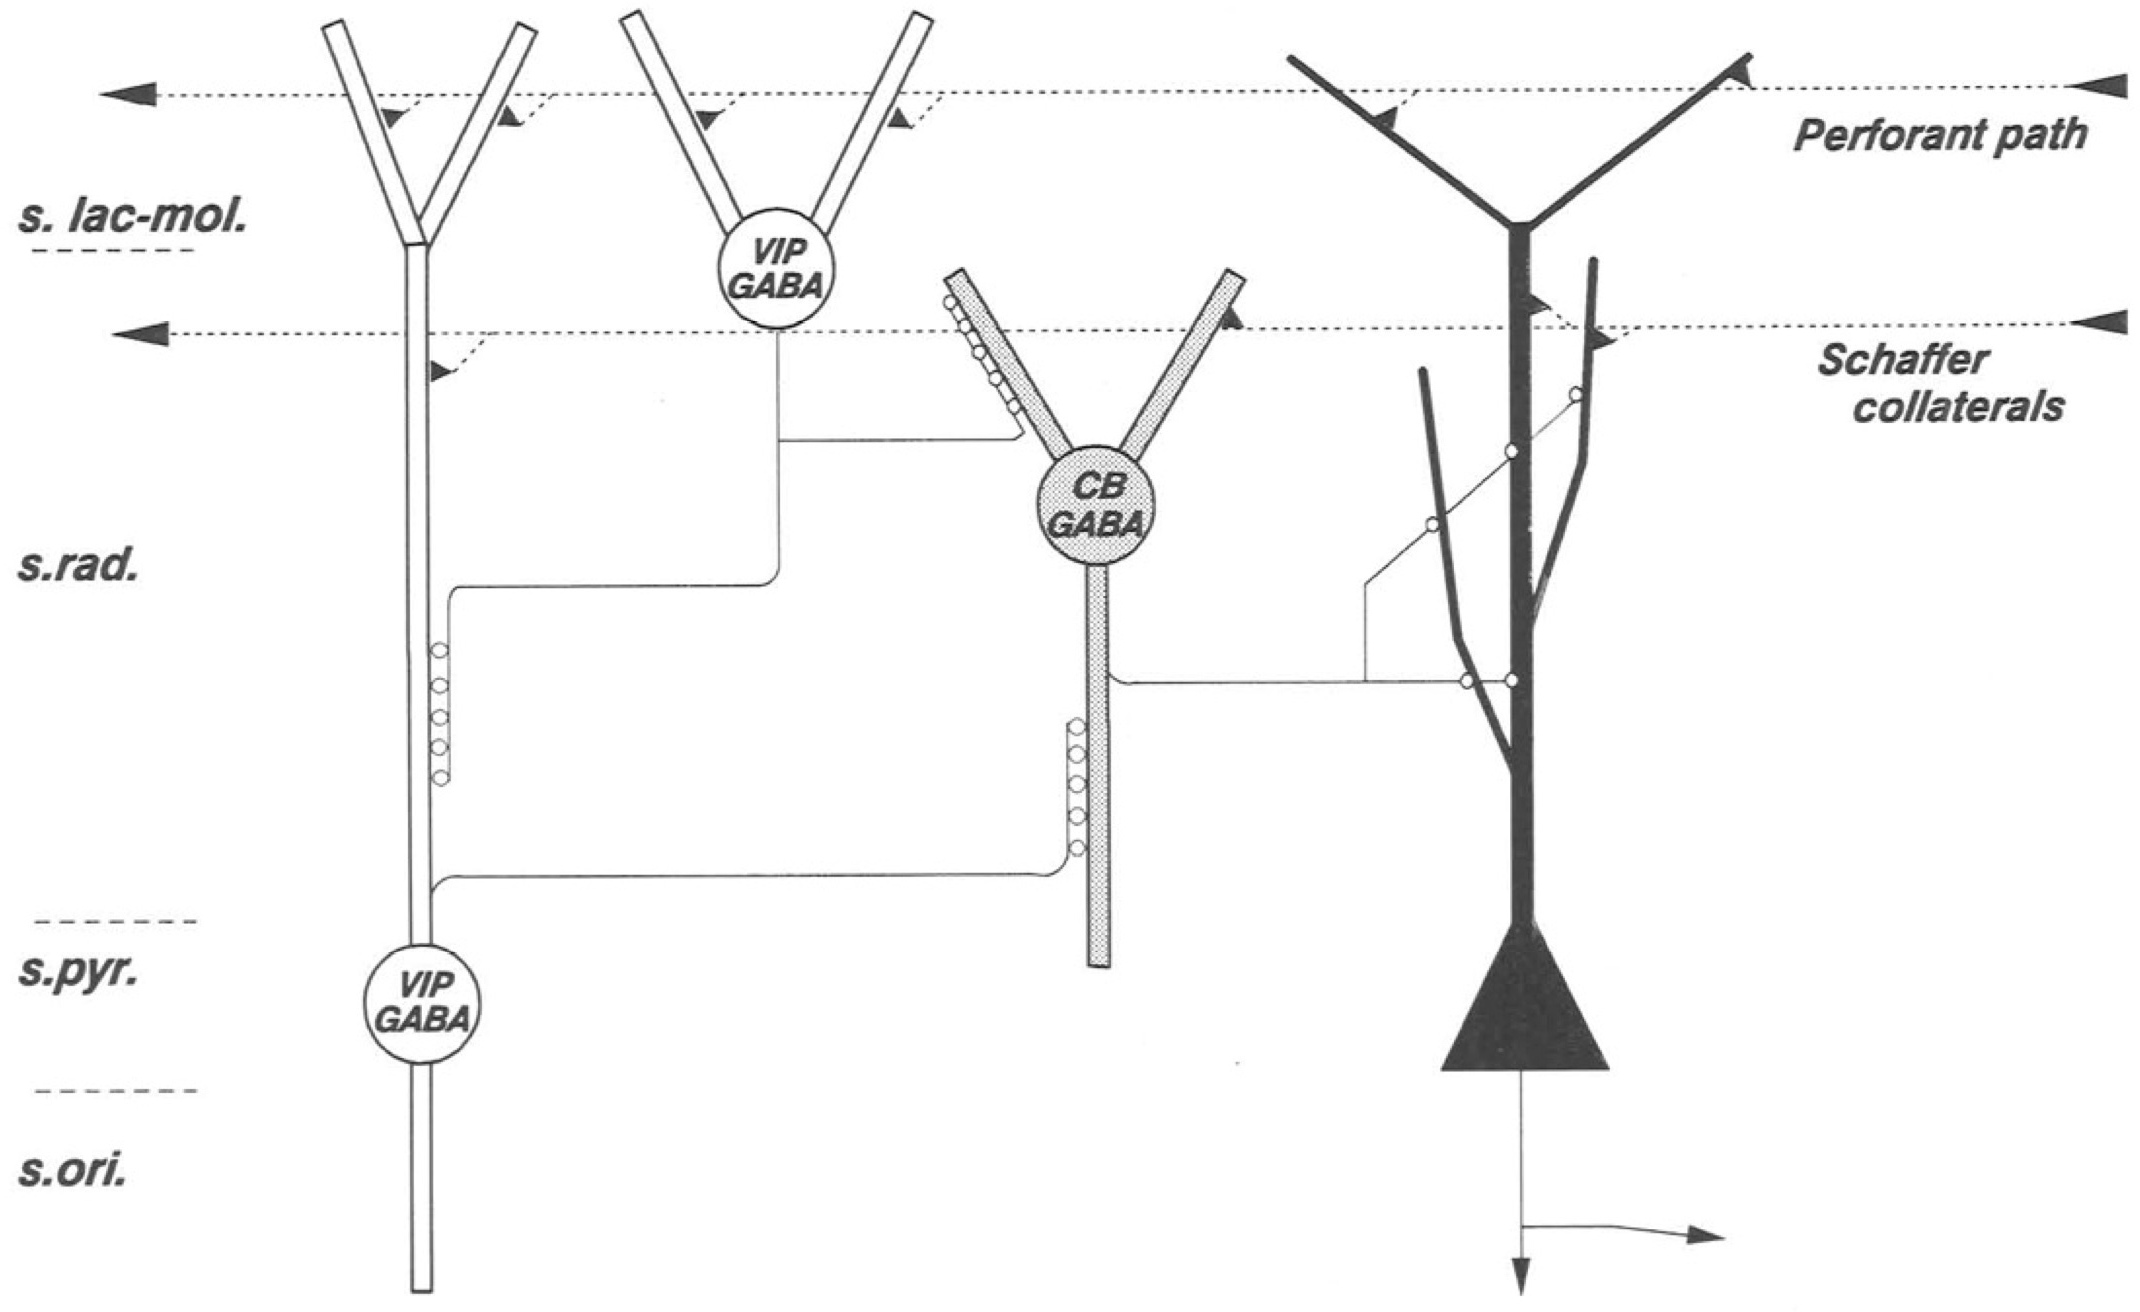 Perforant path
s. lac-mol.
VIP
GABA
Schaffer
collaterals
CB
GABA
s.rad.
s.pyr.
VIP
GABA
s.ori.